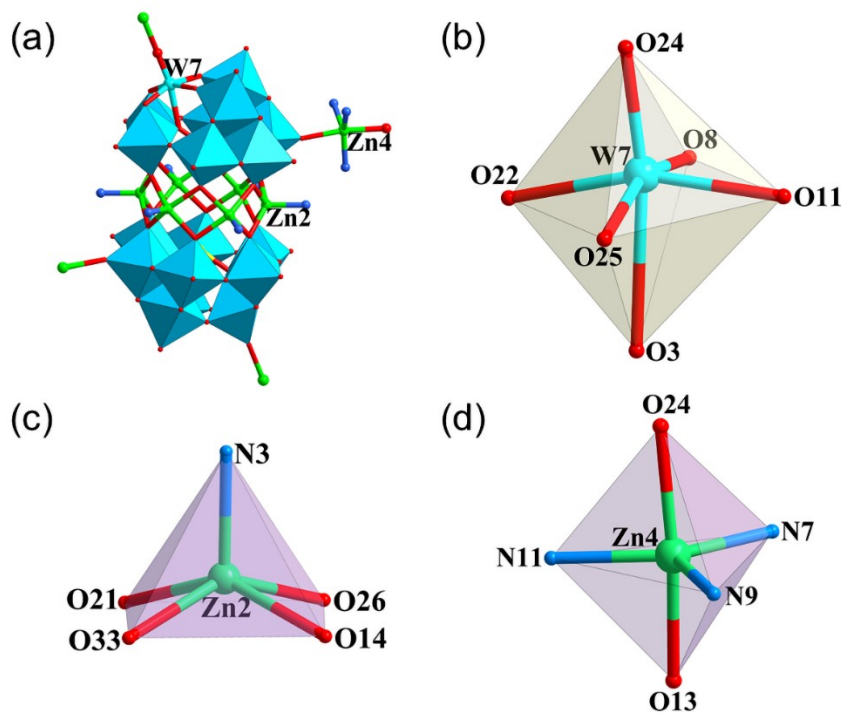 (a)
W7
Zn4
Zn2
(b)
O24
W7
O8
O22
O11
O25
O3
(c)
N3
O21
O26
Zn2
O33
O14
(d)
O24
Zn4
N7
N11
N9
O13